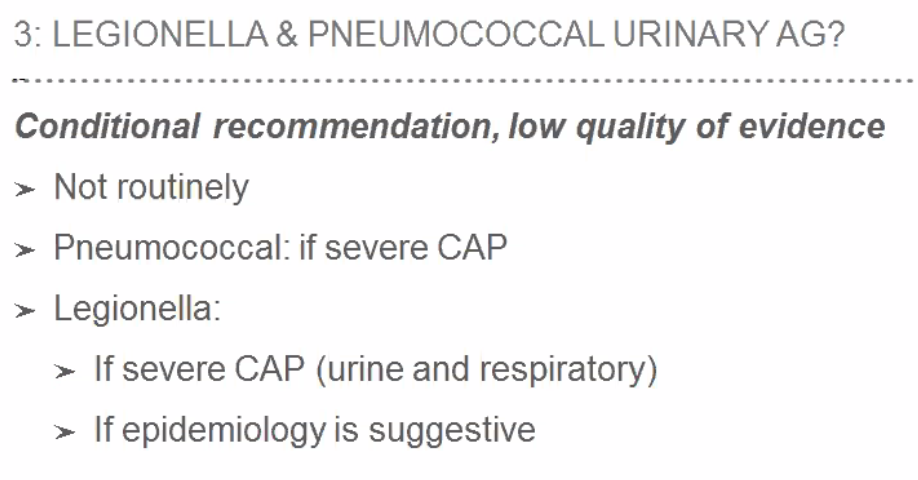 3: LEGIONELLA & PNEUMOCOCCAL URINARY AG?
Conditional recommendation, low quality of evidence
➢ Not routinely
➢ Pneumococcal: if severe CAP
➢ Legionella:
➢ If severe CAP (urine and respiratory)
➢ If epidemiology is suggestive